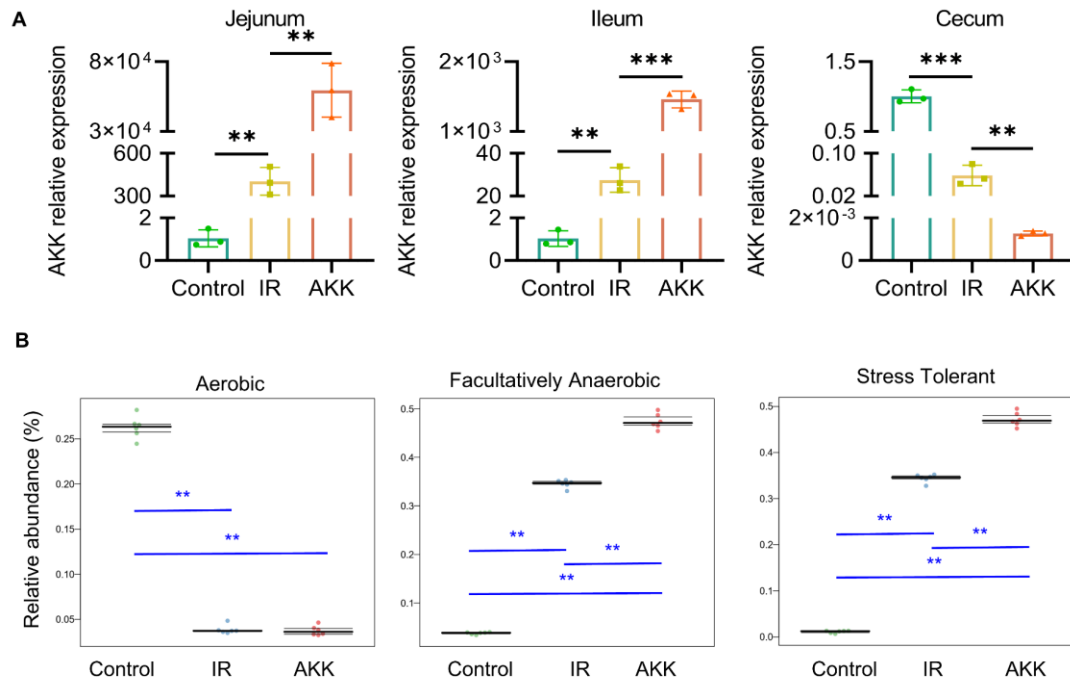 A
Jejunum
AKK relative expression
8×10⁴
3×10⁴
600
300
2
0
**
**
Control IR AKK
Ileum
AKK relative expression
2×10³
1×10³
40
20
2
0
***
**
Control IR AKK
Cecum
AKK relative expression
1.5
0.5
0.10
0.02
2×10⁻³
0
***
**
Control IR AKK
B
Aerobic
Relative abundance (%)
0.25
0.20
0.15
0.10
0.05
**
**
Control IR AKK
Facultatively Anaerobic
0.5
0.4
0.3
0.2
0.1
**
**
**
Control IR AKK
Stress Tolerant
0.5
0.4
0.3
0.2
0.1
0.0
**
**
**
Control IR AKK